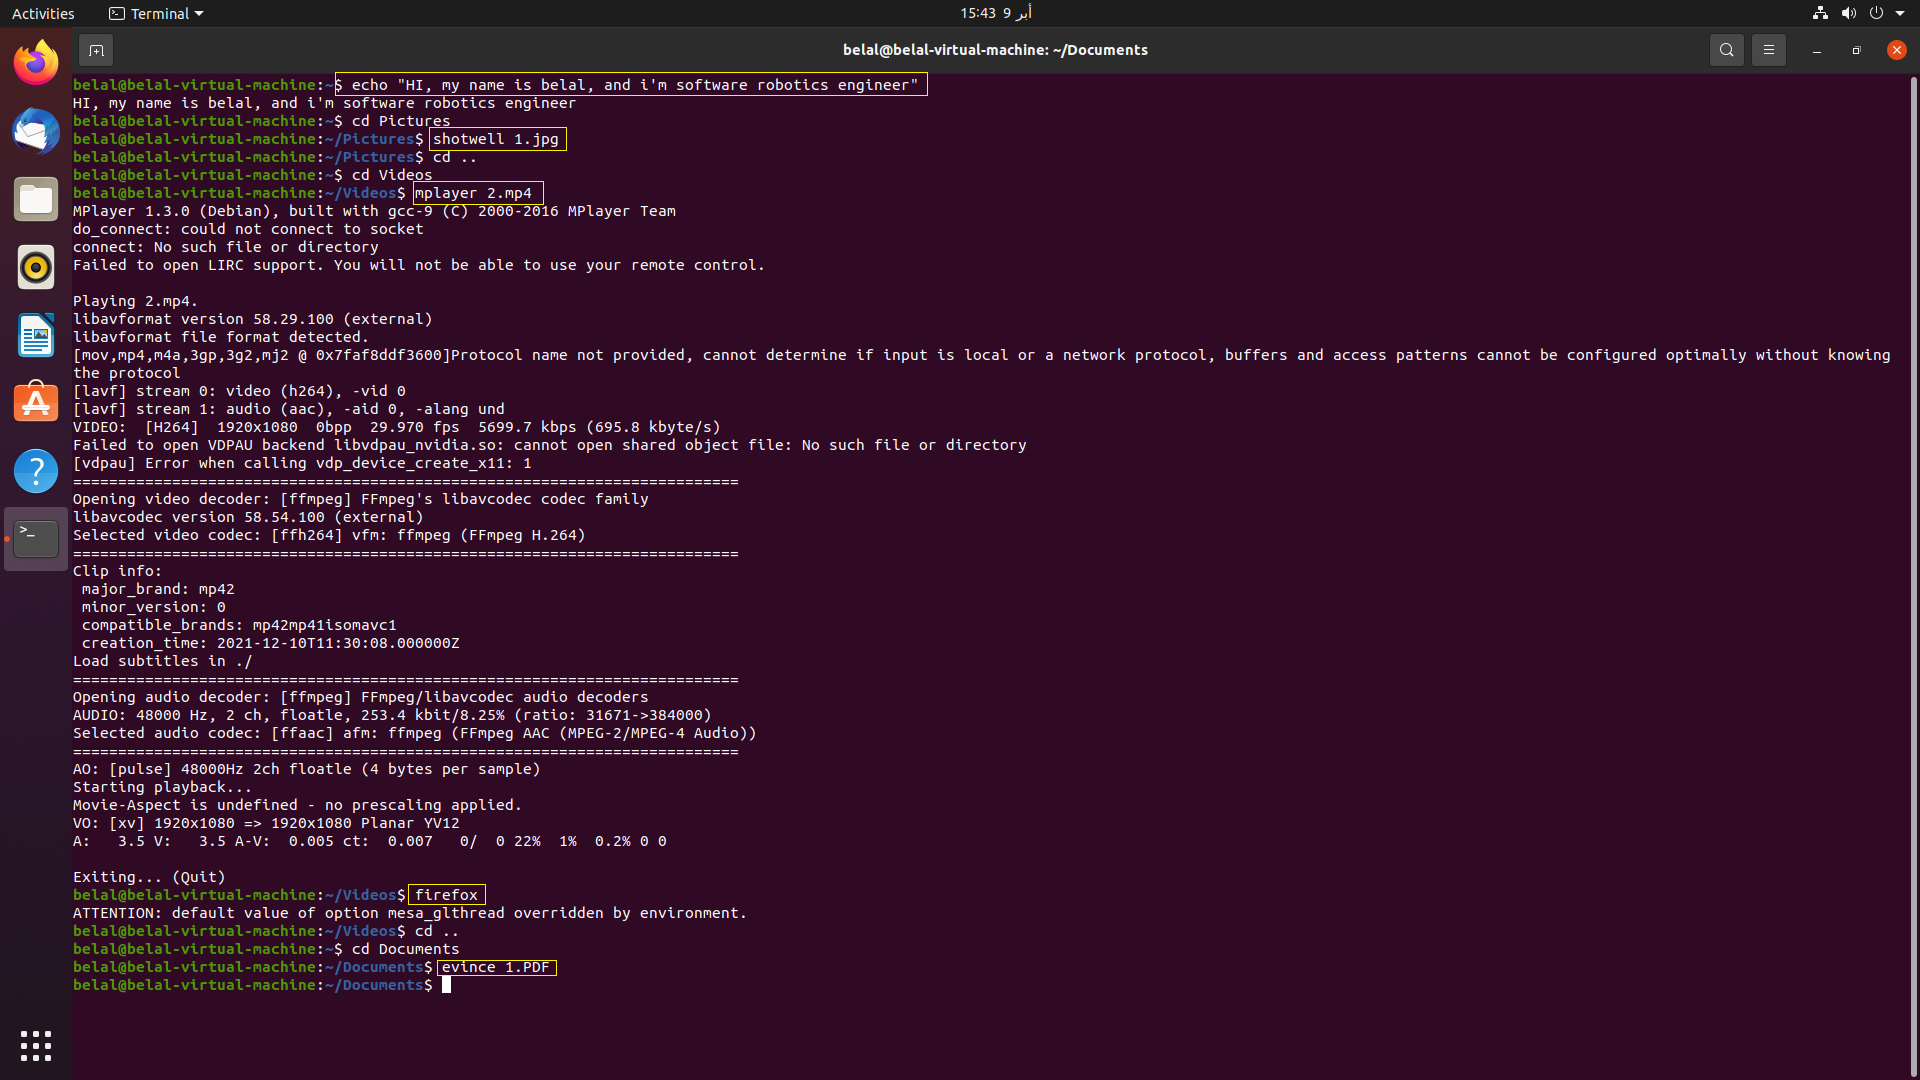 Activities
Terminal
15:43 9 أبر
belal@belal-virtual-machine: ~/Documents
belal@belal-virtual-machine:~$ echo "HI, my name is belal, and i'm software robotics engineer"
HI, my name is belal, and i'm software robotics engineer
belal@belal-virtual-machine:~$ cd Pictures
belal@belal-virtual-machine:~/Pictures$ shotwell 1.jpg
belal@belal-virtual-machine:~/Pictures$ cd ..
belal@belal-virtual-machine:~$ cd Videos
belal@belal-virtual-machine:~/Videos$ mplayer 2.mp4
MPlayer 1.3.0 (Debian), built with gcc-9 (C) 2000-2016 MPlayer Team
do_connect: could not connect to socket
connect: No such file or directory
Failed to open LIRC support. You will not be able to use your remote control.
Playing 2.mp4.
libavformat version 58.29.100 (external)
libavformat file format detected.
[mov,mp4,m4a,3gp,3g2,mj2 @ 0x7faf8ddf3600]Protocol name not provided, cannot determine if input is local or a network protocol, buffers and access patterns cannot be configured optimally without knowing
the protocol
[lavf] stream 0: video (h264), -vid 0
[lavf] stream 1: audio (aac), -aid 0, -alang und
VIDEO:  [H264]  1920x1080  0bpp  29.970 fps  5699.7 kbps (695.8 kbyte/s)
Failed to open VDPAU backend libvdpau_nvidia.so: cannot open shared object file: No such file or directory
[vdpau] Error when calling vdp_device_create_x11: 1
==========================================================================
Opening video decoder: [ffmpeg] FFmpeg's libavcodec codec family
libavcodec version 58.54.100 (external)
Selected video codec: [ffh264] vfm: ffmpeg (FFmpeg H.264)
==========================================================================
Clip info:
 major_brand: mp42
 minor_version: 0
 compatible_brands: mp42mp41isomavc1
 creation_time: 2021-12-10T11:30:08.000000Z
Load subtitles in ./
==========================================================================
Opening audio decoder: [ffmpeg] FFmpeg/libavcodec audio decoders
AUDIO: 48000 Hz, 2 ch, floatle, 253.4 kbit/8.25% (ratio: 31671->384000)
Selected audio codec: [ffaac] afm: ffmpeg (FFmpeg AAC (MPEG-2/MPEG-4 Audio))
==========================================================================
AO: [pulse] 48000Hz 2ch floatle (4 bytes per sample)
Starting playback...
Movie-Aspect is undefined - no prescaling applied.
VO: [xv] 1920x1080 => 1920x1080 Planar YV12
A:   3.5 V:   3.5 A-V:  0.005 ct:  0.007   0/  0 22%  1%  0.2% 0 0
Exiting... (Quit)
belal@belal-virtual-machine:~/Videos$ firefox
ATTENTION: default value of option mesa_glthread overridden by environment.
belal@belal-virtual-machine:~/Videos$ cd ..
belal@belal-virtual-machine:~$ cd Documents
belal@belal-virtual-machine:~/Documents$ evince 1.PDF
belal@belal-virtual-machine:~/Documents$